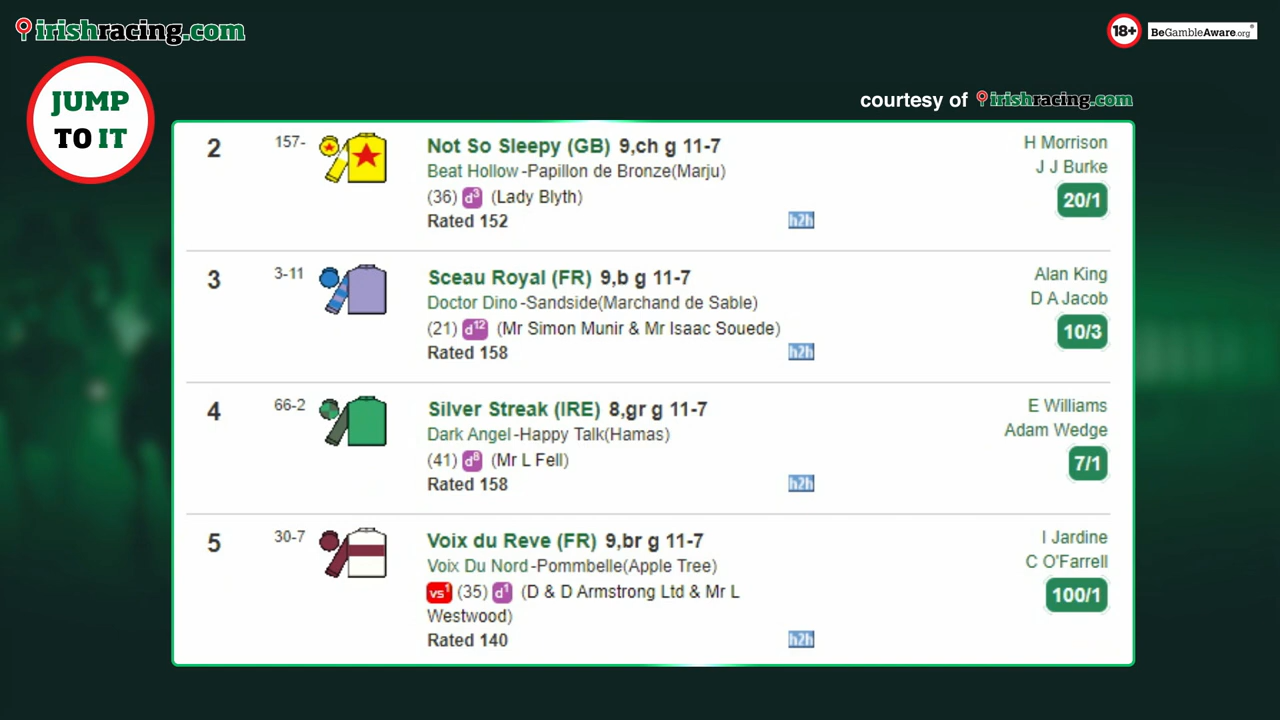 irishracing.com
18+ BeGambleAware.org®
JUMP
TO IT
courtesy of irishracing.com
2 157- Not So Sleepy (GB) 9,ch g 11-7 H Morrison
Beat Hollow -Papillon de Bronze(Marju) J J Burke
(36) d3 (Lady Blyth) 20/1
Rated 152 h2h
3 3-11 Sceau Royal (FR) 9,b g 11-7 Alan King
Doctor Dino -Sandside(Marchand de Sable) D A Jacob
(21) d12 (Mr Simon Munir & Mr Isaac Souede) 10/3
Rated 158 h2h
4 66-2 Silver Streak (IRE) 8,gr g 11-7 E Williams
Dark Angel -Happy Talk(Hamas) Adam Wedge
(41) d8 (Mr L Fell) 7/1
Rated 158 h2h
5 30-7 Voix du Reve (FR) 9,br g 11-7 I Jardine
Voix Du Nord -Pommbelle(Apple Tree) C O'Farrell
vs1 (35) d1 (D & D Armstrong Ltd & Mr L 100/1
Westwood)
Rated 140 h2h